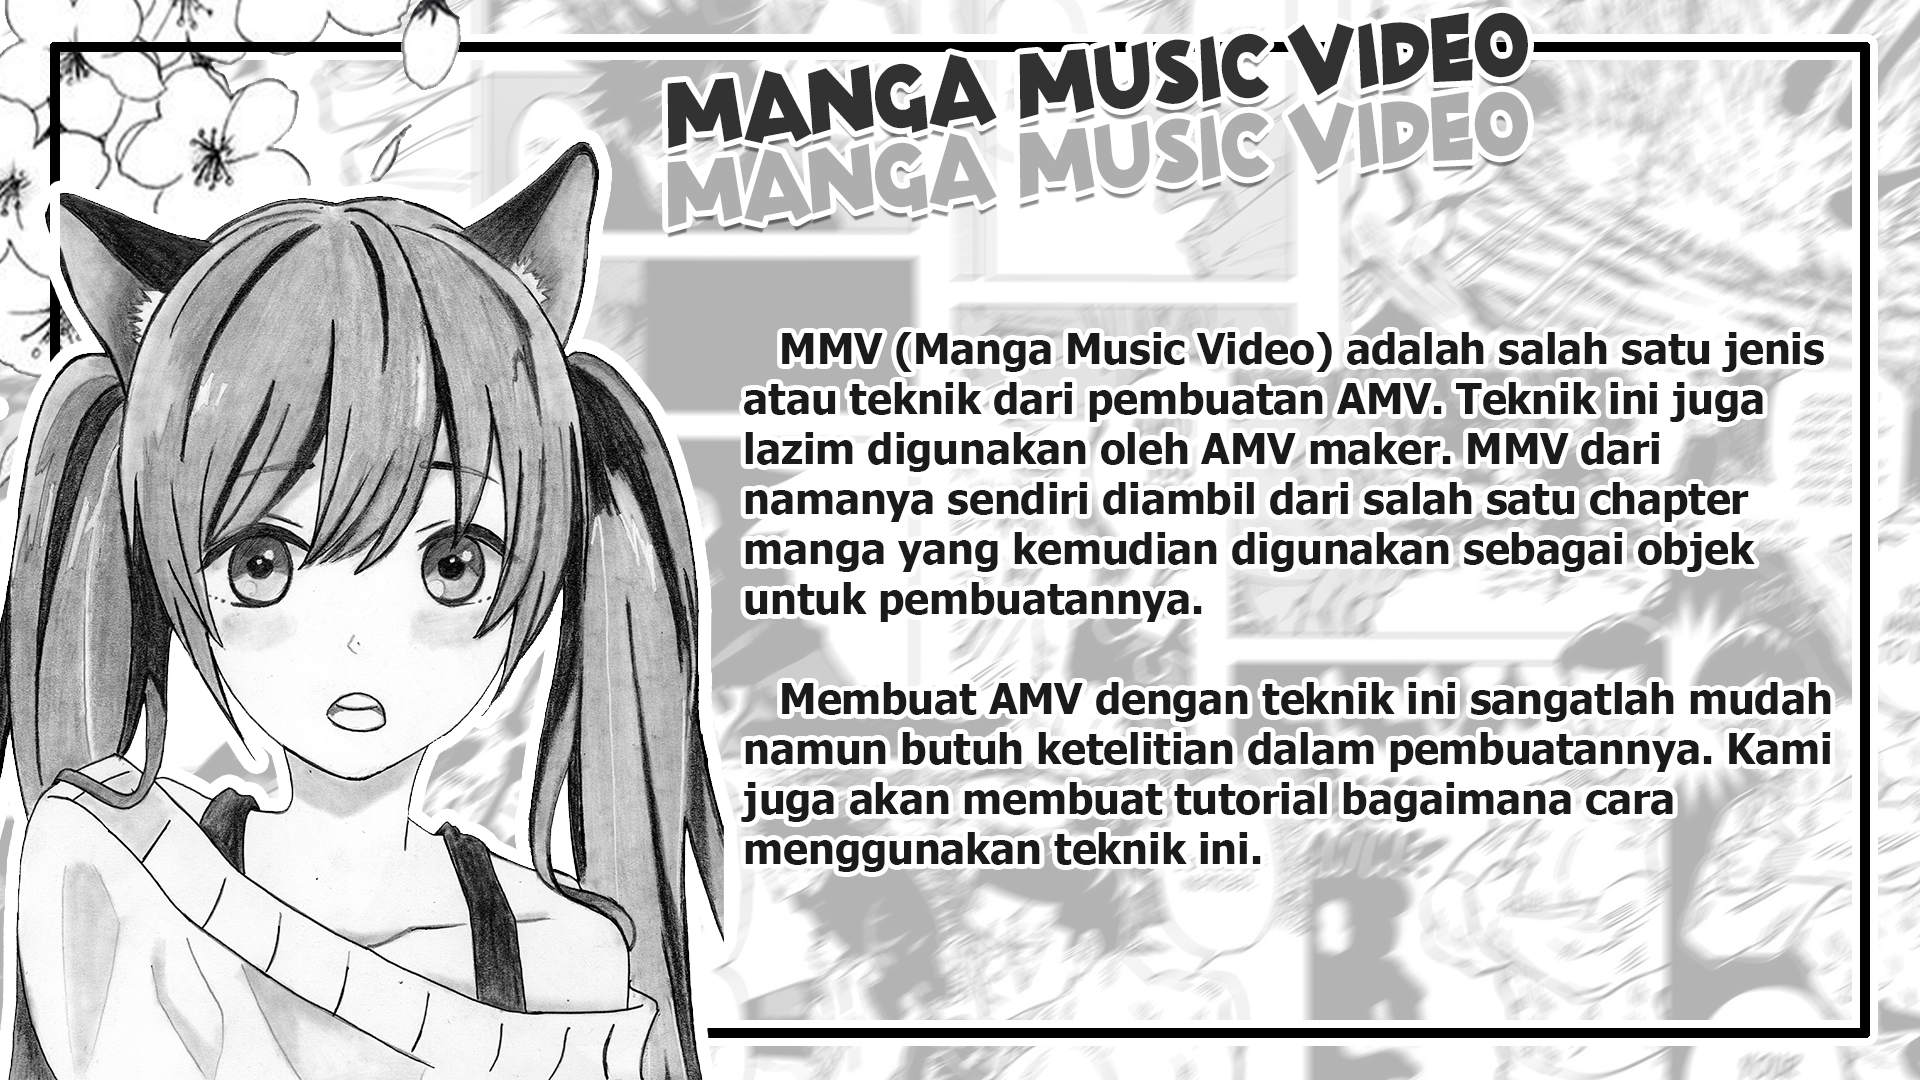 MANGA MUSIC VIDEO
MANGA MUSIC VIDEO
MMV (Manga Music Video) adalah salah satu jenis
atau teknik dari pembuatan AMV. Teknik ini juga
lazim digunakan oleh AMV maker. MMV dari
namanya sendiri diambil dari salah satu chapter
manga yang kemudian digunakan sebagai objek
untuk pembuatannya.
Membuat AMV dengan teknik ini sangatlah mudah
namun butuh ketelitian dalam pembuatannya. Kami
juga akan membuat tutorial bagaimana cara
menggunakan teknik ini.